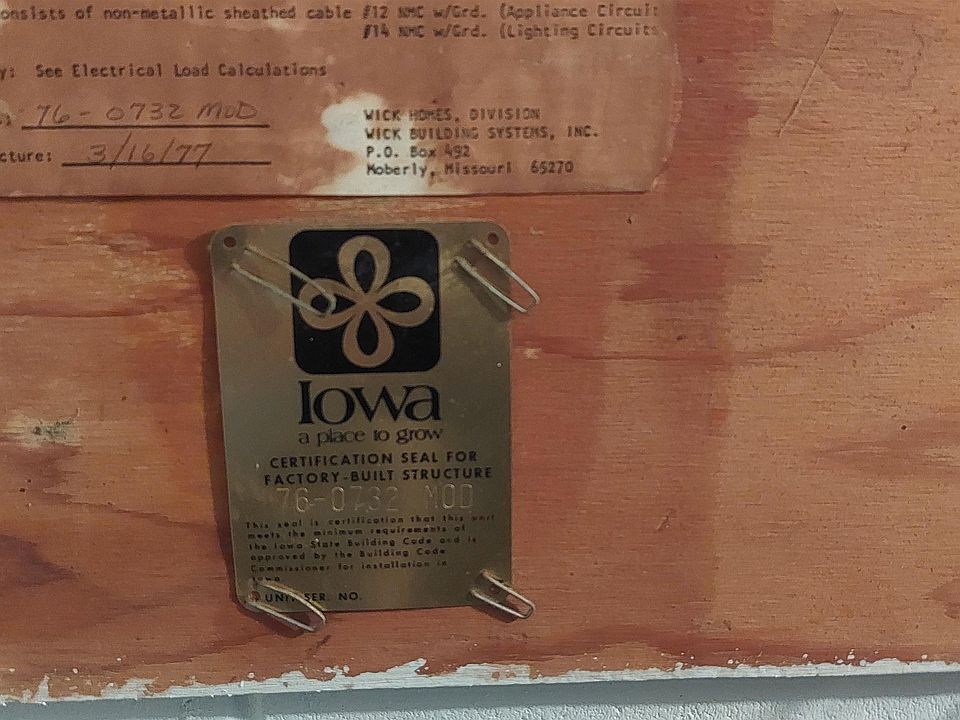 onsists of non-metallic sheathed cable #12 NMC w/Grd. (Appliance Circuit
#14 NMC w/Grd. (Lighting Circuits
y: See Electrical Load Calculations
76-0732 MOD
cture: 3/16/77
WICK HOMES, DIVISION
WICK BUILDING SYSTEMS, INC.
P.O. Box 492
Moberly, Missouri 65270
Iowa
a place to grow
CERTIFICATION SEAL FOR
FACTORY-BUILT STRUCTURE
76-0732 MOD
This seal is certification that this unit
meets the minimum requirements of
the Iowa State Building Code and is
approved by the Building Code
Commissioner for installation in
Iowa
UNIT SER. NO.